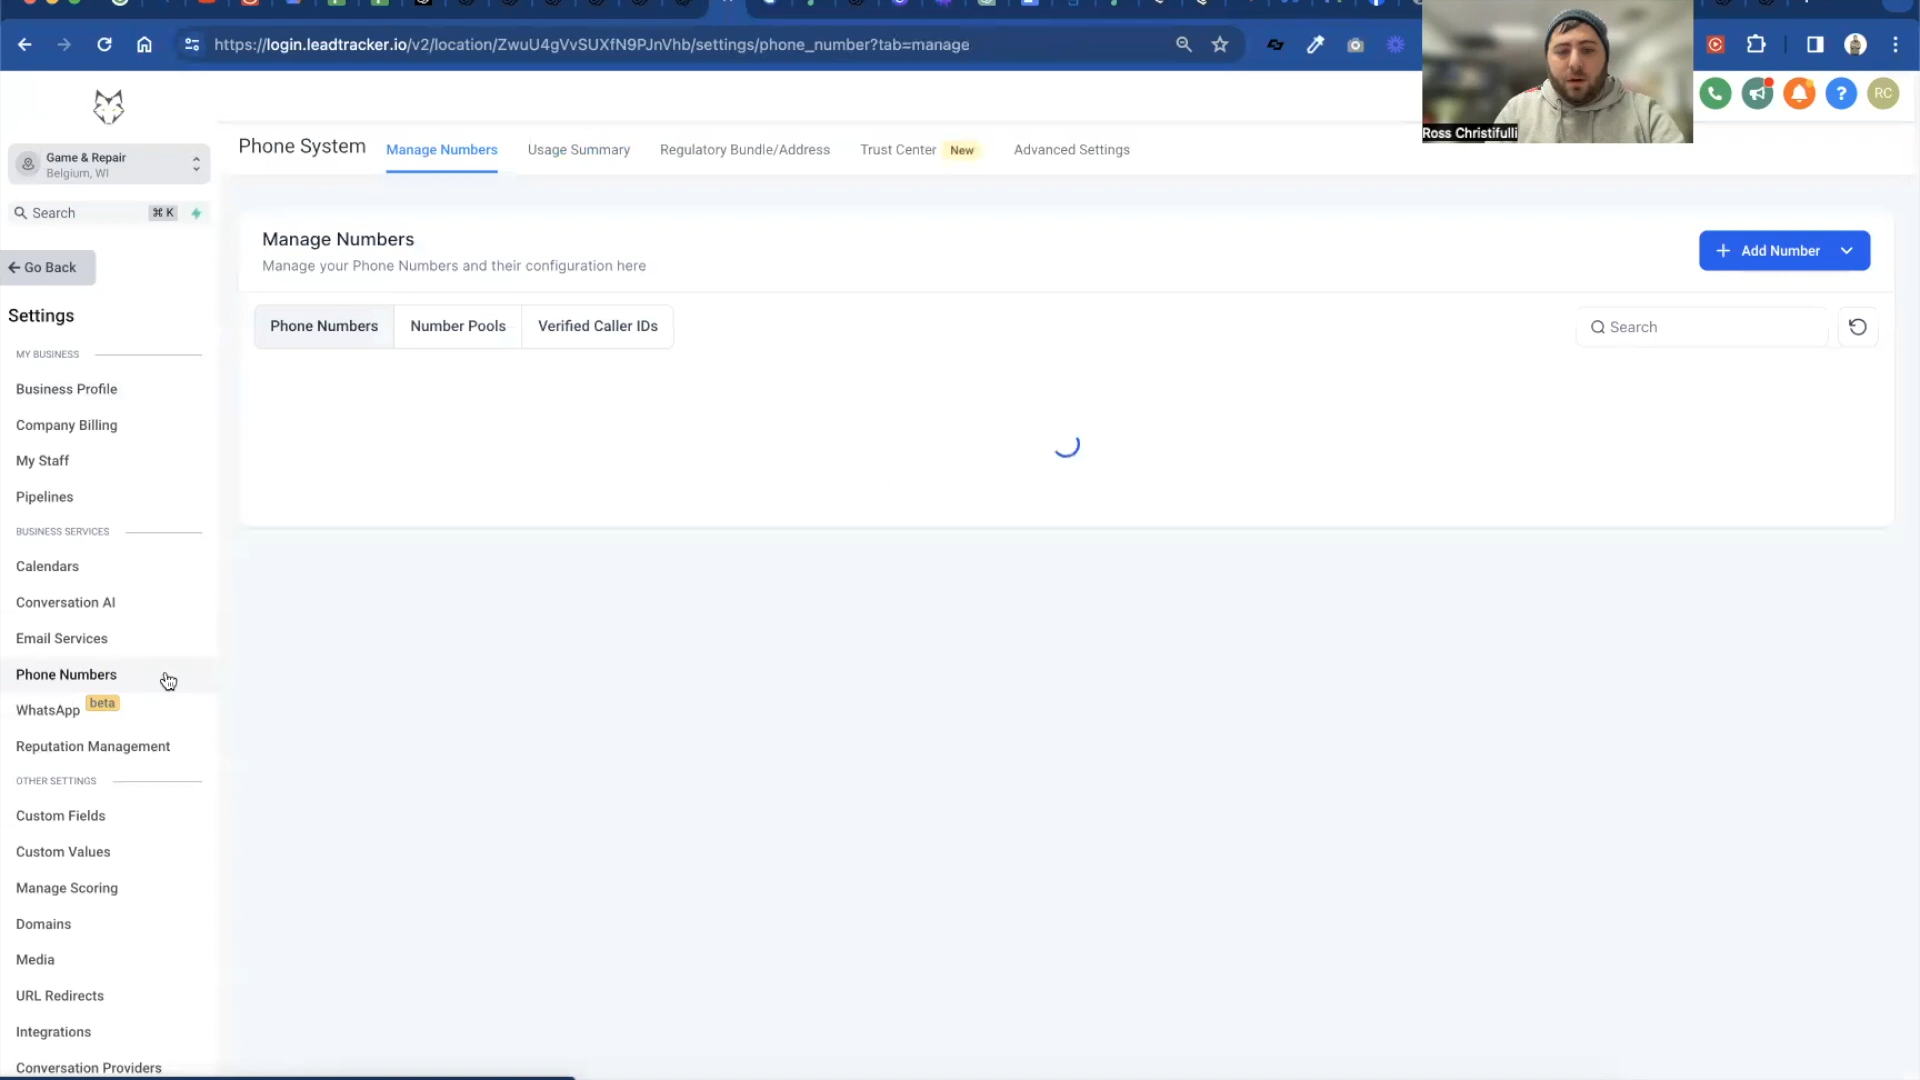 https://login.leadtracker.io/v2/location/ZwuU4gVvSUXfN9PJnVhb/settings/phone_number?tab=manage
Ross Christifulli
RC
Game & Repair
Belgium, WI
Search ⌘ K
Go Back
Settings
MY BUSINESS
Business Profile
Company Billing
My Staff
Pipelines
BUSINESS SERVICES
Calendars
Conversation AI
Email Services
Phone Numbers
WhatsApp beta
Reputation Management
OTHER SETTINGS
Custom Fields
Custom Values
Manage Scoring
Domains
Media
URL Redirects
Integrations
Conversation Providers
Phone System Manage Numbers Usage Summary Regulatory Bundle/Address Trust Center New Advanced Settings
Manage Numbers
Manage your Phone Numbers and their configuration here
Add Number
Phone Numbers Number Pools Verified Caller IDs
Search